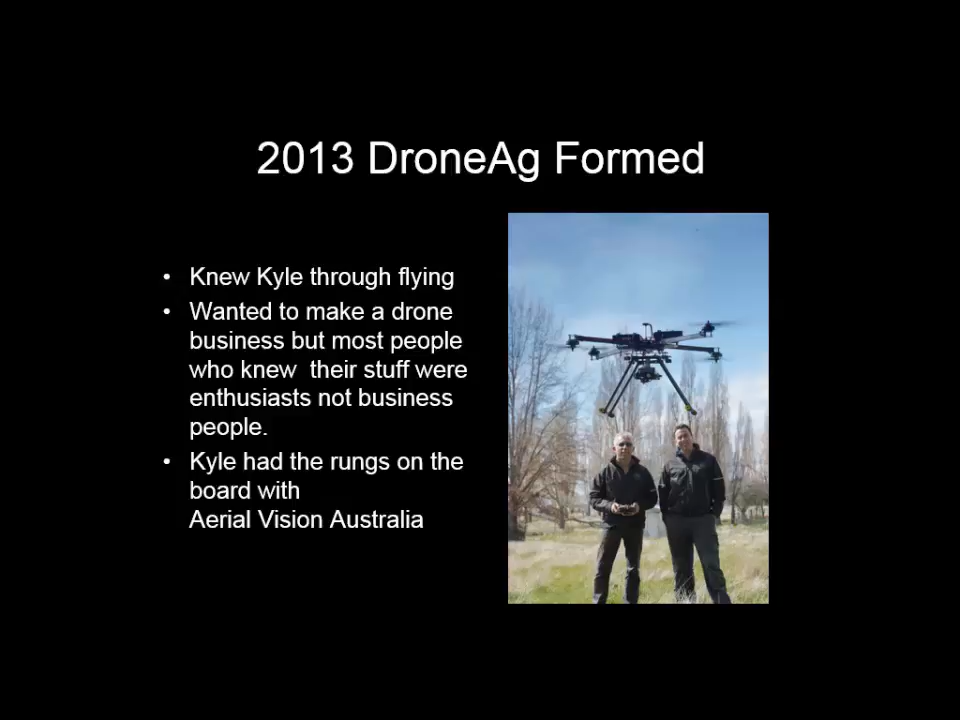 2013 DroneAg Formed
• Knew Kyle through flying
• Wanted to make a drone
business but most people
who knew  their stuff were
enthusiasts not business
people.
• Kyle had the rungs on the
board with
Aerial Vision Australia